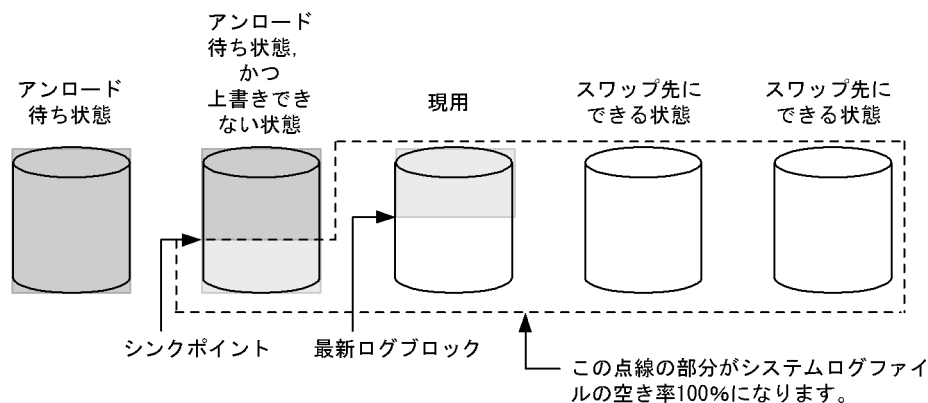 アンロード
待ち状態
アンロード
待ち状態,
かつ
上書きでき
ない状態
現用
スワップ先に
できる状態
スワップ先に
できる状態
シンクポイント
最新ログブロック
この点線の部分がシステムログファイ
ルの空き率100%になります。